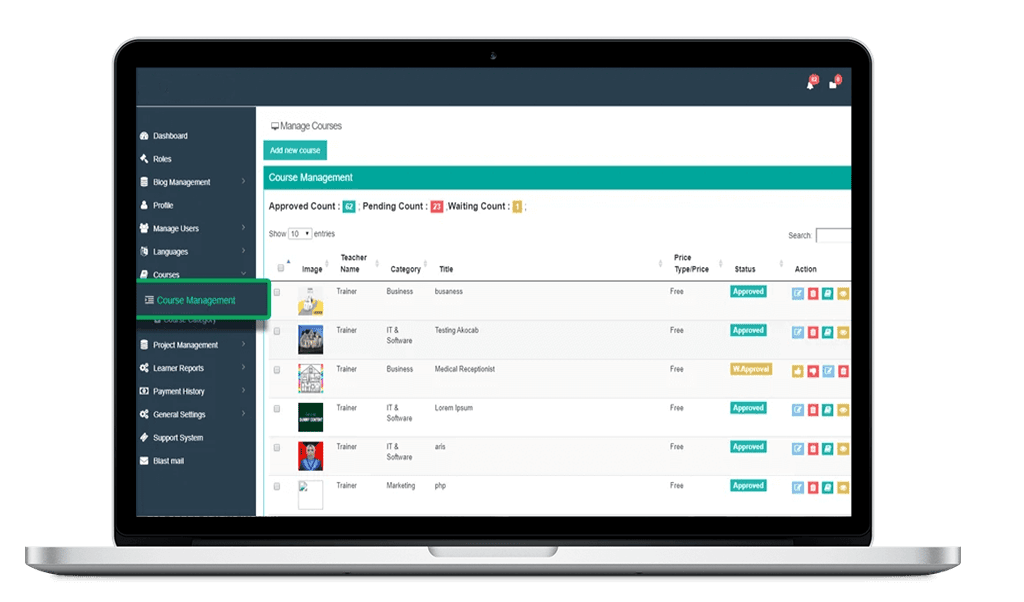 Manage Courses
Add new course
Course Management
Approved Count : 62 ; Pending Count : 23 ,Waiting Count : 1 ;
Show 10 entries
Search:
Dashboard
Roles
Blog Management
Profile
Manage Users
Languages
Courses
Course Management
Course Category
Project Management
Learner Reports
Payment History
General Settings
Support System
Blast mail
Image Teacher Name Category Title Price Type/Price Status Action
Trainer Business busaness Free Approved
Trainer IT & Software Testing Akocab Free Approved
Trainer Business Medical Receptionist Free W.Approval
Trainer IT & Software Lorem Ipsum Free Approved
Trainer IT & Software aris Free Approved
Trainer Marketing php Free Approved